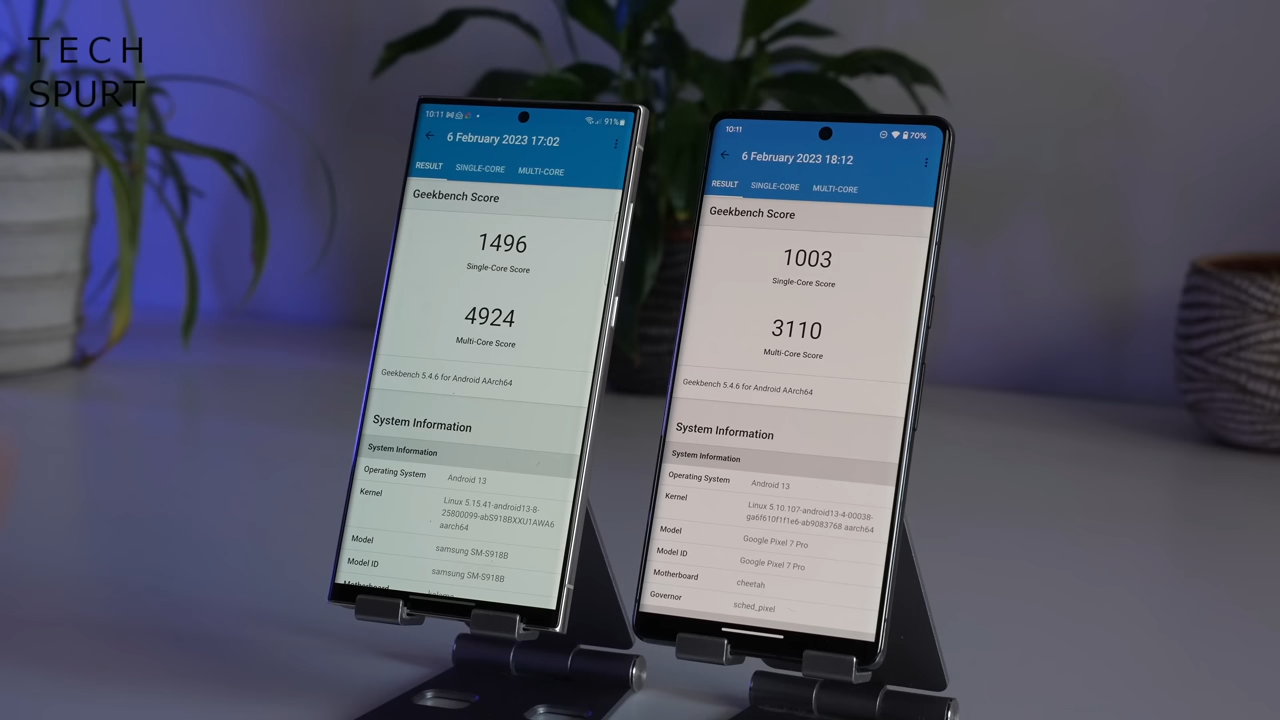 TECH
SPURT
10:11
91%
6 February 2023 17:02
RESULT SINGLE-CORE MULTI-CORE
Geekbench Score
1496
Single-Core Score
4924
Multi-Core Score
Geekbench 5.4.6 for Android AArch64
System Information
System Information
Operating System Android 13
Kernel Linux 5.15.41-android13-8-
25800099-abS918BXXU1AWA6
aarch64
Model samsung SM-S918B
Model ID samsung SM-S918B
Motherboard
10:11
70%
6 February 2023 18:12
RESULT SINGLE-CORE MULTI-CORE
Geekbench Score
1003
Single-Core Score
3110
Multi-Core Score
Geekbench 5.4.6 for Android AArch64
System Information
System Information
Operating System Android 13
Kernel Linux 5.10.107-android13-4-00038-
ga6f610f1f1e6-ab9083768 aarch64
Model Google Pixel 7 Pro
Model ID Google Pixel 7 Pro
Motherboard cheetah
Governor sched_pixel